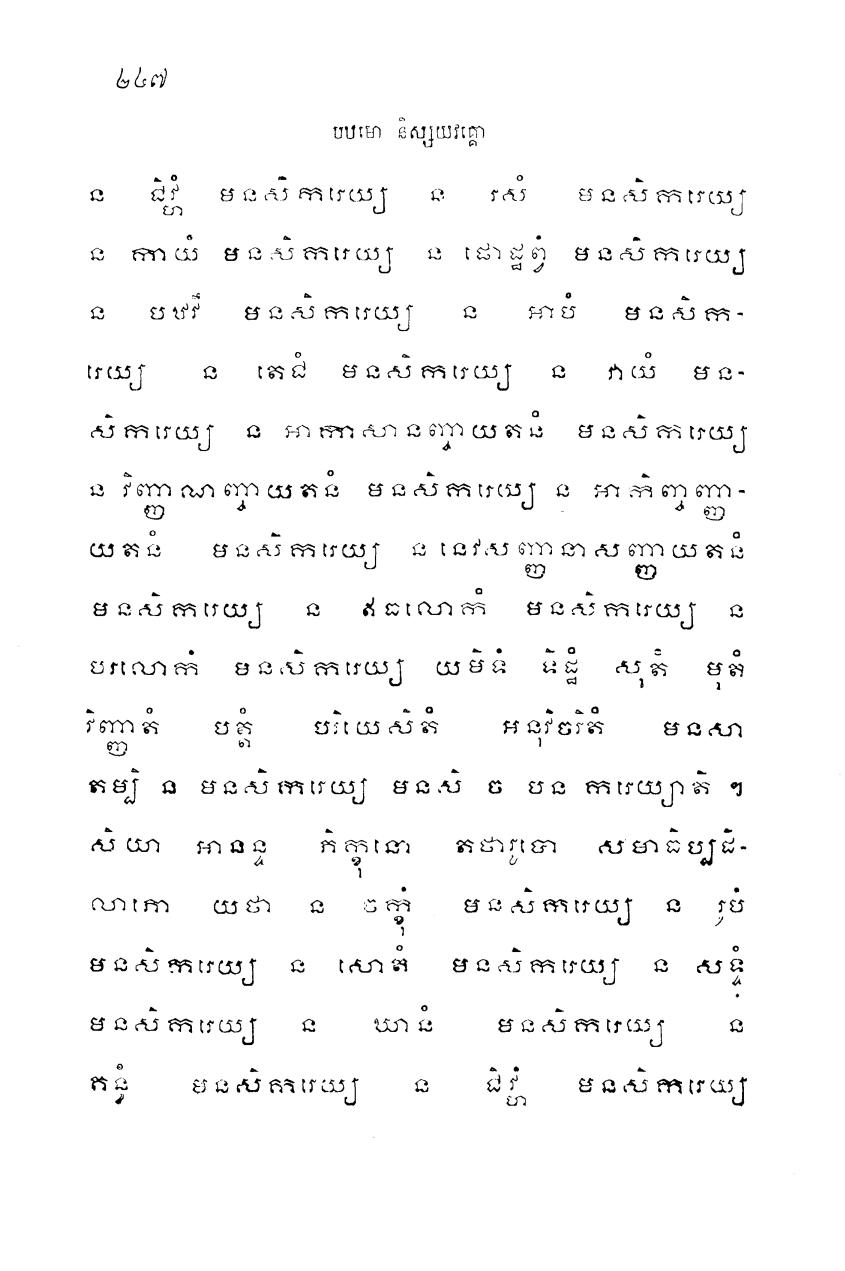 ២៤៧
បឋមោ និស្សយវគ្គោ
ន ជិវ្ហំ មនសិការេយ្យ ន រសំ មនសិការេយ្យ
ន កាយំ មនសិការេយ្យ ន ផោដ្ឋព្វំ មនសិការេយ្យ
ន បឋវឹ មនសិការេយ្យ ន អាបំ មនសិកា-
រេយ្យ ន តេជំ មនសិការេយ្យ ន វាយំ មន-
សិការេយ្យ ន អាកាសានញ្ចាយតនំ មនសិការេយ្យ
ន វិញ្ញាណញ្ចាយតនំ មនសិការេយ្យ ន អាកិញ្ចញ្ញា-
យតនំ មនសិការេយ្យ ន នេវសញ្ញានាសញ្ញាយតនំ
មនសិការេយ្យ ន ឥធលោកំ មនសិការេយ្យ ន
បរលោកំ មនសិការេយ្យ យមិទំ ទិដ្ឋំ សុតំ មុតំ
វិញ្ញាតំ បត្តំ បរិយេសិតំ អនុវិចរិតំ មនសា
តម្បិ ន មនសិការេយ្យ មនសិ ច បន ការេយ្យាតិ ៗ
សិយា អានន្ទ ភិក្ខុនោ តថារូបោ សមាធិប្បដិ-
លាភោ យថា ន ចក្ខុំ មនសិការេយ្យ ន រូបំ
មនសិការេយ្យ ន សោតំ មនសិការេយ្យ ន សទ្ទំ
មនសិការេយ្យ ន ឃានំ មនសិការេយ្យ ន
គន្ធំ មនសិការេយ្យ ន ជិវ្ហំ មនសិការេយ្យ